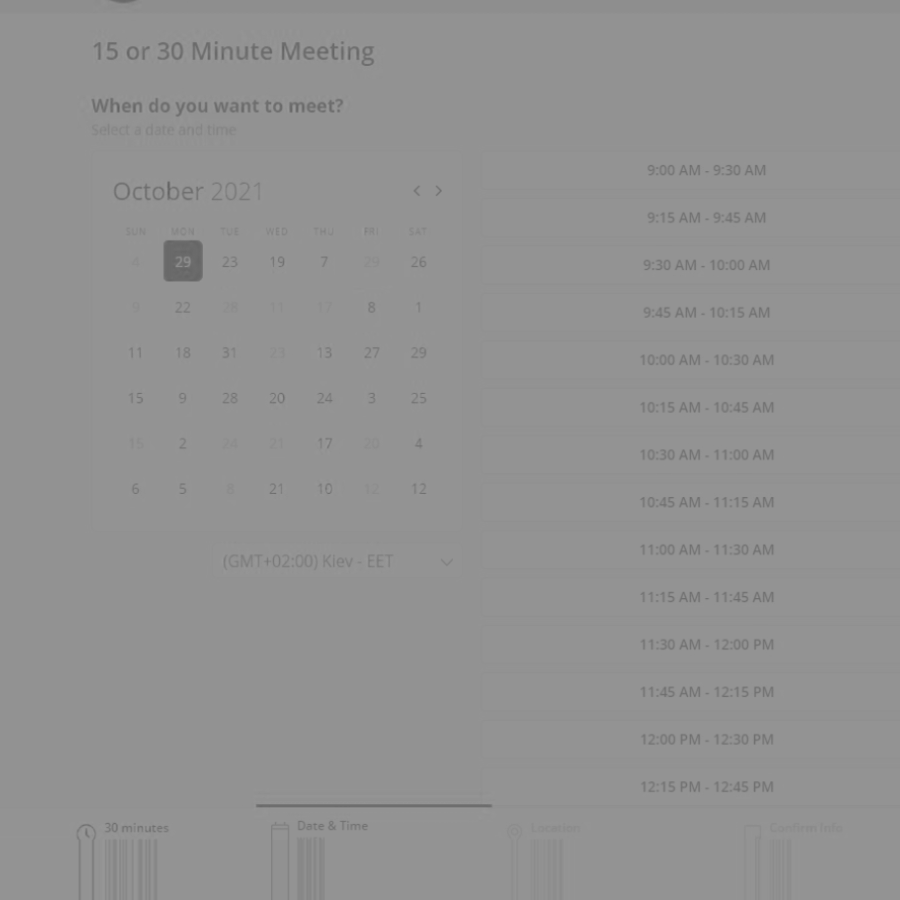 15 or 30 Minute Meeting
When do you want to meet?
Select a date and time
October 2021
SUN MON TUE WED THU FRI SAT
4 29 23 19 7 29 26
9 22 28 11 17 8 1
11 18 31 23 13 27 29
15 9 28 20 24 3 25
15 2 24 21 17 20 4
6 5 8 21 10 12 12
(GMT+02:00) Kiev - EET
9:00 AM - 9:30 AM
9:15 AM - 9:45 AM
9:30 AM - 10:00 AM
9:45 AM - 10:15 AM
10:00 AM - 10:30 AM
10:15 AM - 10:45 AM
10:30 AM - 11:00 AM
10:45 AM - 11:15 AM
11:00 AM - 11:30 AM
11:15 AM - 11:45 AM
11:30 AM - 12:00 PM
11:45 AM - 12:15 PM
12:00 PM - 12:30 PM
12:15 PM - 12:45 PM
30 minutes
Date & Time
Location
Confirm Info